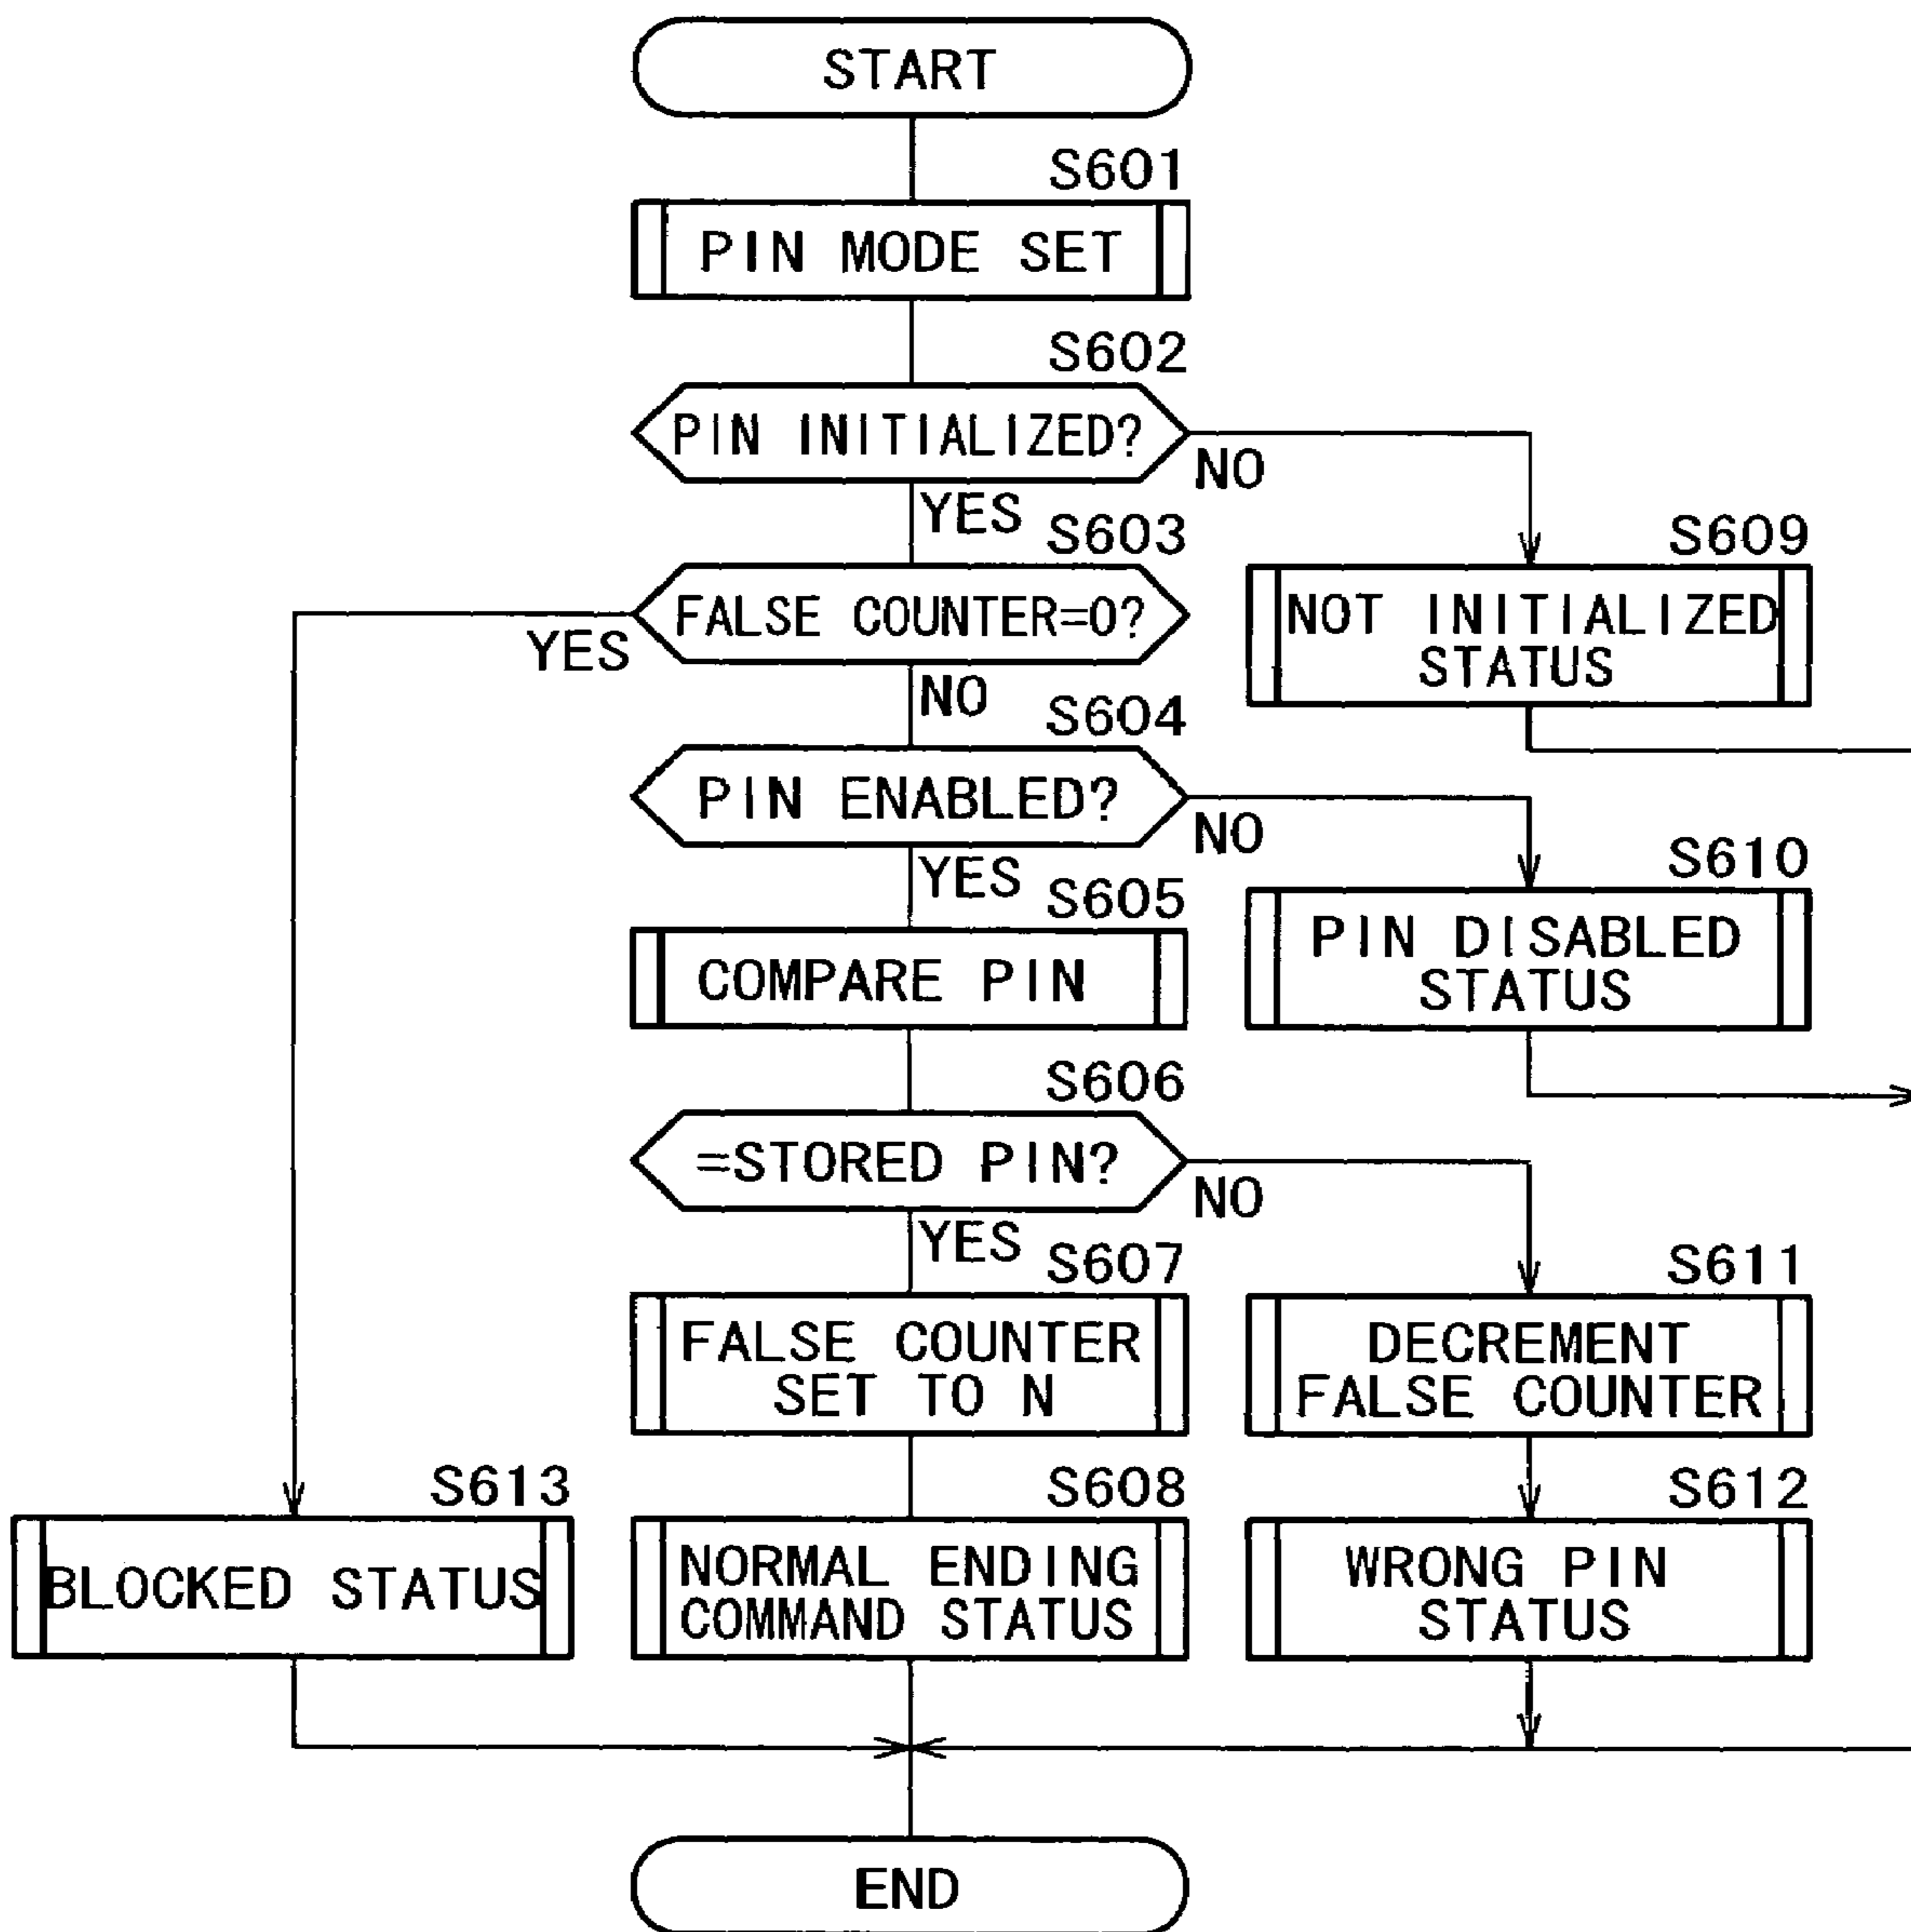 START
S601
PIN MODE SET
S602
PIN INITIALIZED?
NO
YES
S603
FALSE COUNTER=0?
YES
NO
S609
NOT INITIALIZED
STATUS
S604
PIN ENABLED?
NO
YES
S610
PIN DISABLED
STATUS
S605
COMPARE PIN
S606
=STORED PIN?
NO
YES
S607
FALSE COUNTER
SET TO N
S611
DECREMENT
FALSE COUNTER
S613
BLOCKED STATUS
S608
NORMAL ENDING
COMMAND STATUS
S612
WRONG PIN
STATUS
END